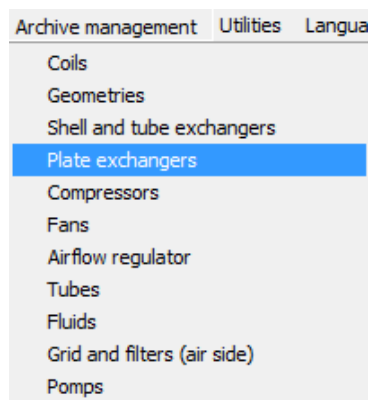 Archive management Utilities Langua
Coils
Geometries
Shell and tube exchangers
Plate exchangers
Compressors
Fans
Airflow regulator
Tubes
Fluids
Grid and filters (air side)
Pomps